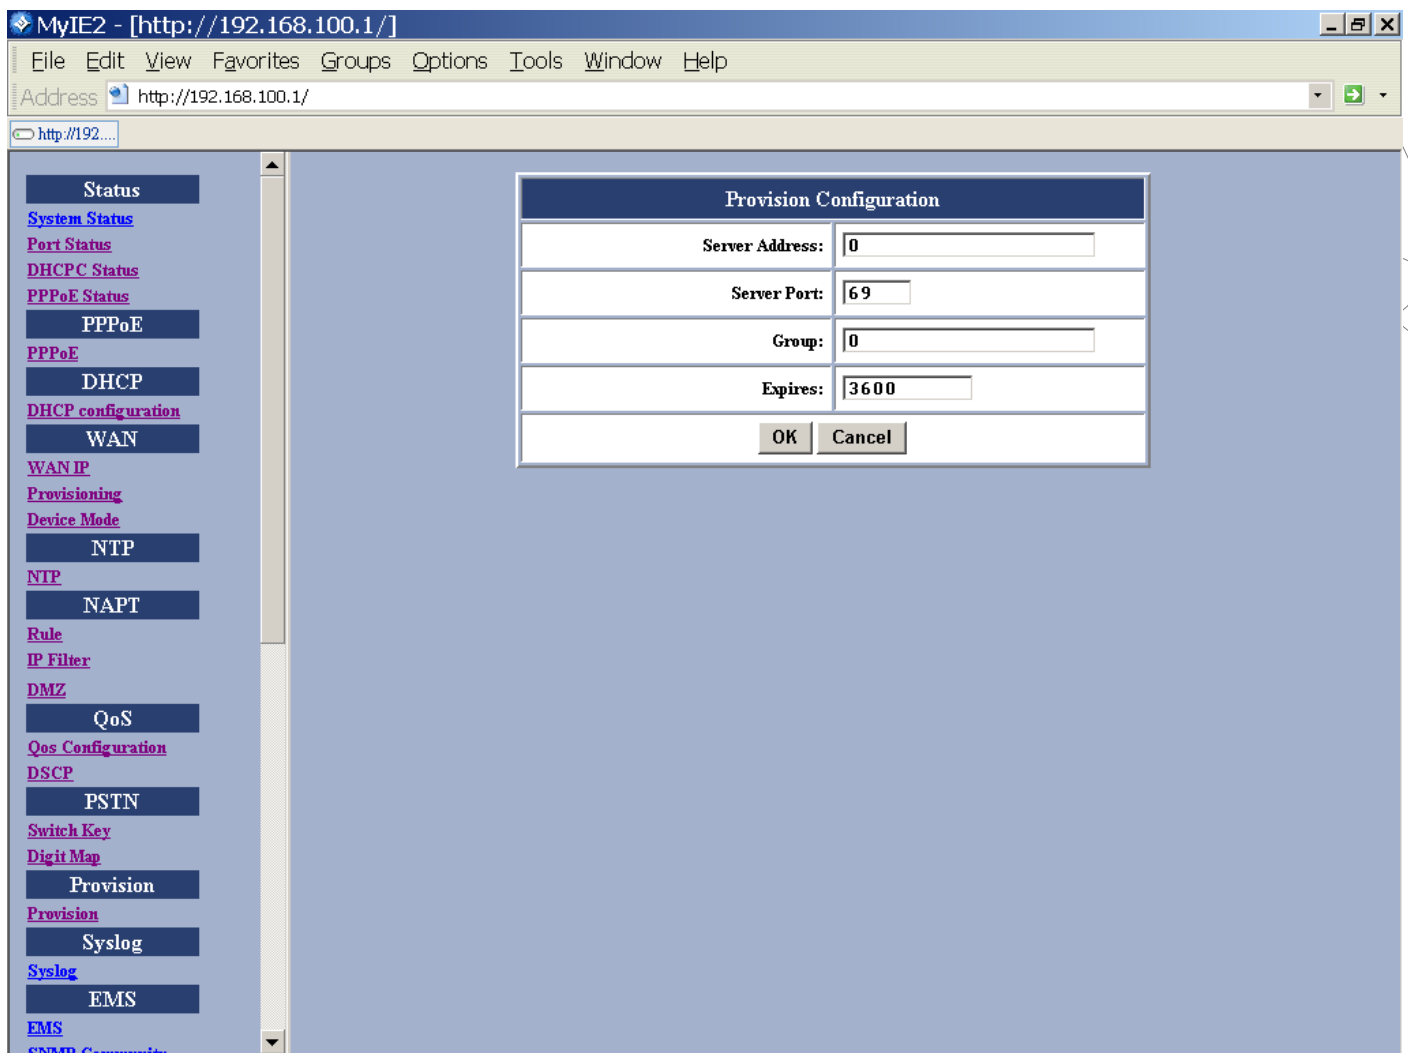 MyIE2 - [http://192.168.100.1/]
File Edit View Favorites Groups Options Tools Window Help
Address http://192.168.100.1/
http://192....
Status
System Status
Port Status
DHCPC Status
PPPoE Status
PPPoE
PPPoE
DHCP
DHCP configuration
WAN
WAN IP
Provisioning
Device Mode
NTP
NTP
NAPT
Rule
IP Filter
DMZ
QoS
Qos Configuration
DSCP
PSTN
Switch Key
Digit Map
Provision
Provision
Syslog
Syslog
EMS
EMS
SNMP Community
Provision Configuration
Server Address: 0
Server Port: 69
Group: 0
Expires: 3600
OK Cancel